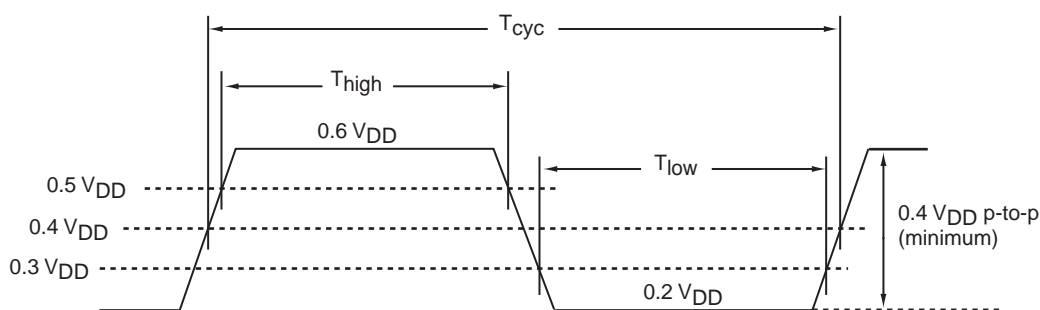 Tcyc
Thigh
0.6 VDD
Tlow
0.5 VDD
0.4 VDD
0.3 VDD
0.2 VDD
0.4 VDD p-to-p
(minimum)